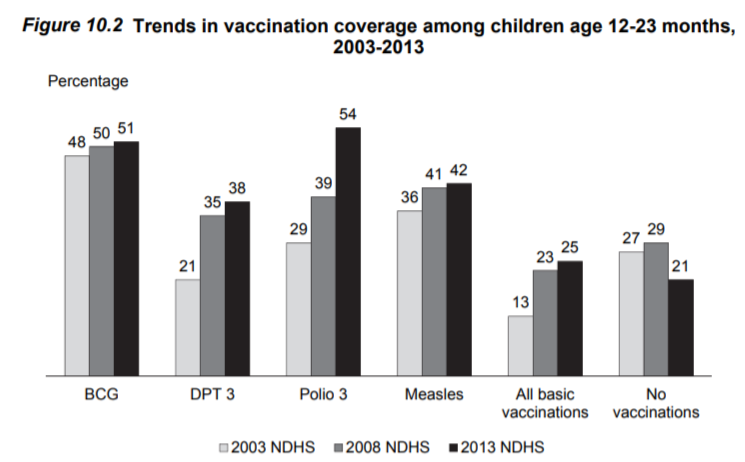 Figure 10.2 Trends in vaccination coverage among children age 12-23 months,
2003-2013
Percentage
48 50 51
21 35 38
29 39 54
36 41 42
13 23 25
27 29 21
BCG DPT 3 Polio 3 Measles All basic No
vaccinations vaccinations
2003 NDHS 2008 NDHS 2013 NDHS